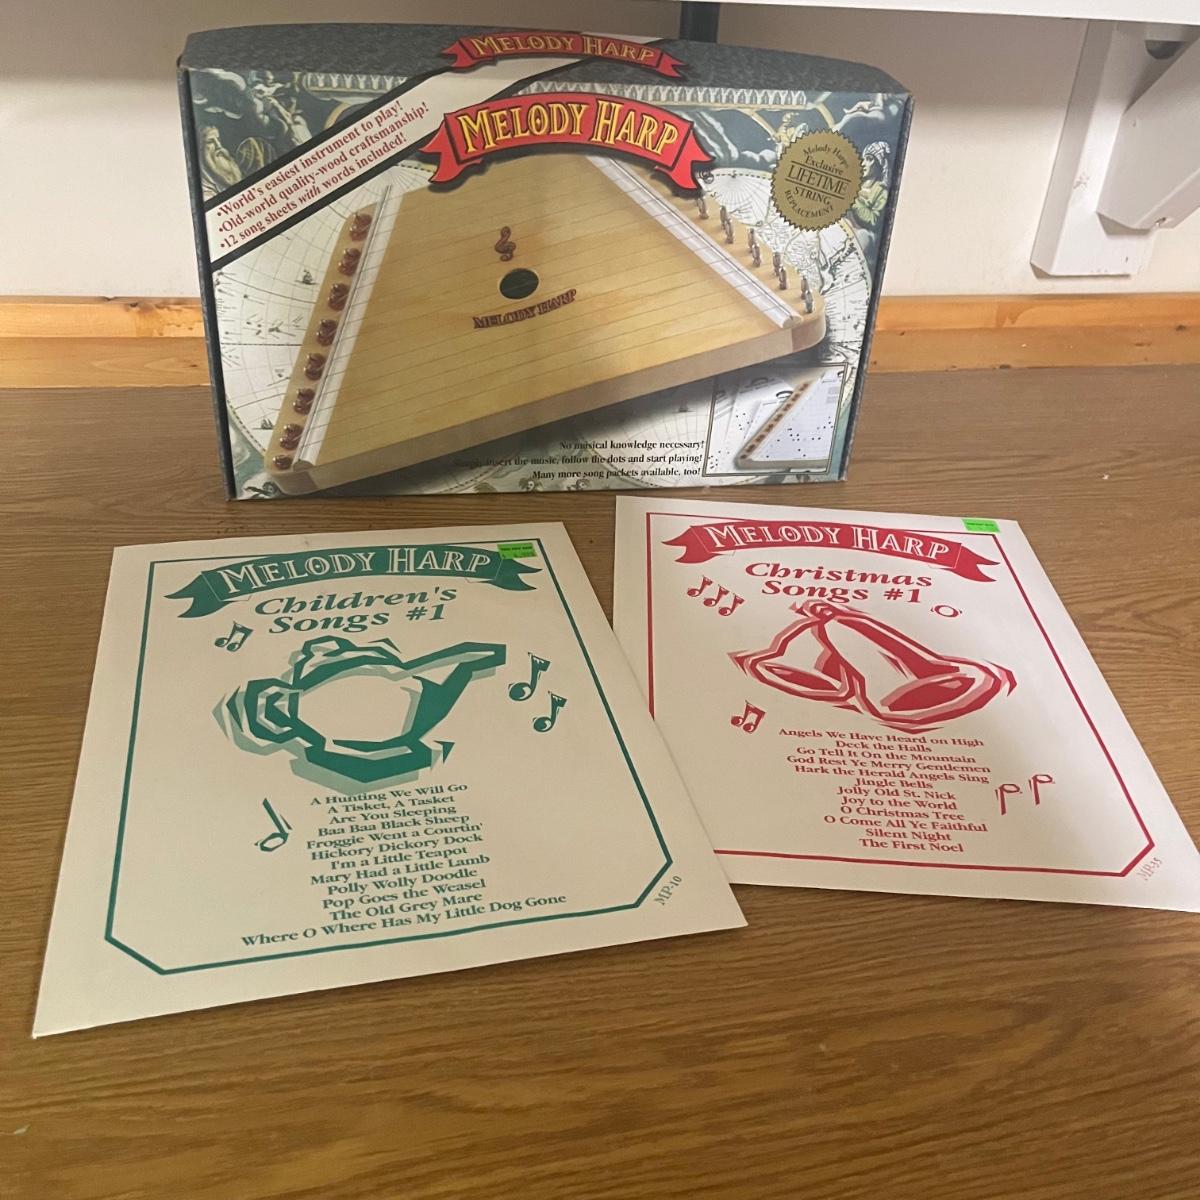 MELODY HARP
•World's easiest instrument to play!
•Old-world quality-wood craftsmanship!
•12 song sheets with words included!
MELODY HARP
Melody Harp
Exclusive
LIFETIME
STRING
REPLACEMENT
MELODY HARP
No musical knowledge necessary!
insert the music, follow the dots and start playing!
Many more song packets available, too!
MELODY HARP
Children's
Songs #1
A Hunting We Will Go
A Tisket, A Tasket
Are You Sleeping
Baa Baa Black Sheep
Froggie Went a Courtin'
Hickory Dickory Dock
I'm a Little Teapot
Mary Had a Little Lamb
Polly Wolly Doodle
Pop Goes the Weasel
The Old Grey Mare
Where O Where Has My Little Dog Gone
MP-10
MELODY HARP
Christmas
Songs #1
Angels We Have Heard on High
Deck the Halls
Go Tell It On the Mountain
God Rest Ye Merry Gentlemen
Hark the Herald Angels Sing
Jingle Bells
Jolly Old St. Nick
Joy to the World
O Christmas Tree
O Come All Ye Faithful
Silent Night
The First Noel
MP-35